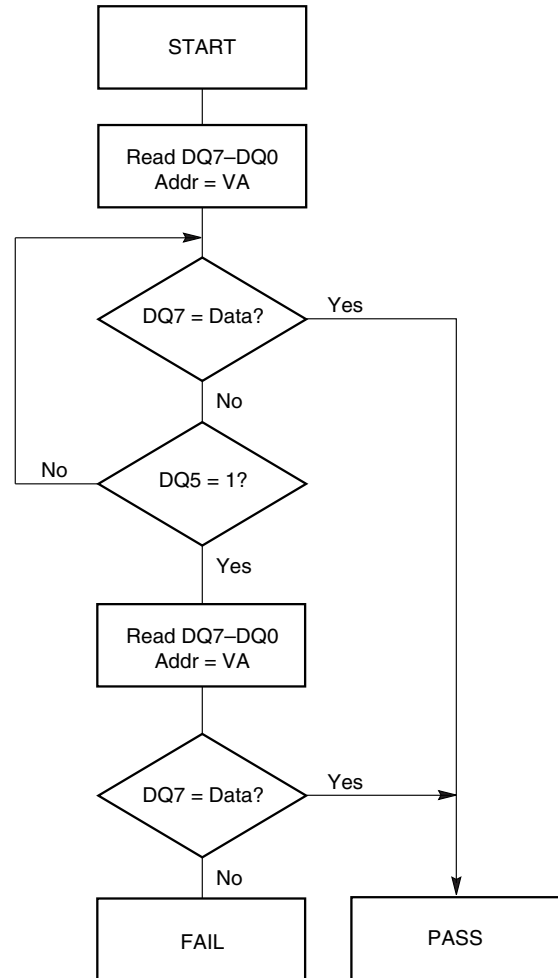 START
Read DQ7–DQ0
Addr = VA
DQ7 = Data?
Yes
No
No
DQ5 = 1?
Yes
Read DQ7–DQ0
Addr = VA
DQ7 = Data?
Yes
No
FAIL
PASS